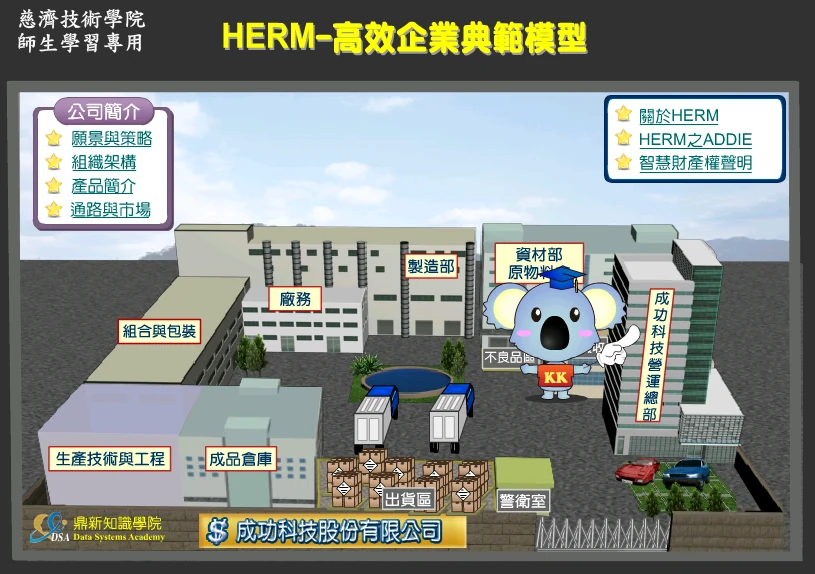 慈濟技術學院
師生學習專用
HERM-高效企業典範模型
公司簡介
願景與策略
組織架構
產品簡介
通路與市場
關於HERM
HERM之ADDIE
智慧財產權聲明
製造部
資材部
原物料
廠務
組合與包裝
成功科技營運總部
不良品區
KK
生產技術與工程
成品倉庫
出貨區
警衛室
鼎新知識學院
DSA Data Systems Academy
$ 成功科技股份有限公司